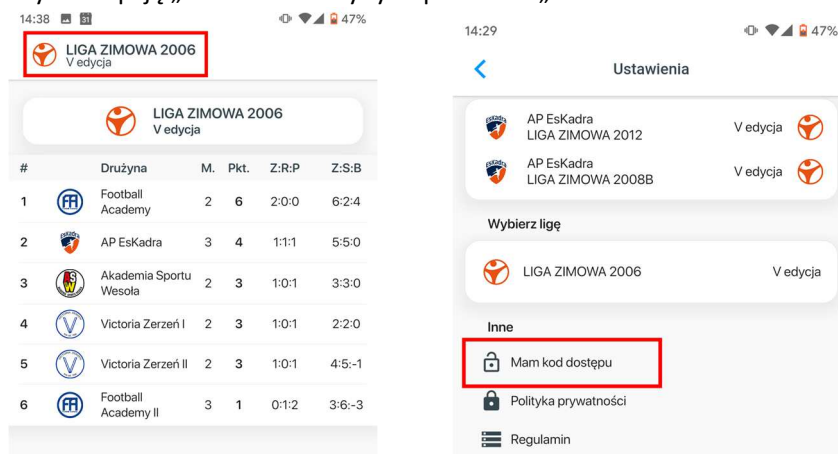 14:38 31 47%
LIGA ZIMOWA 2006
V edycja
LIGA ZIMOWA 2006
V edycja
# Drużyna M. Pkt. Z:R:P Z:S:B
1 Football Academy 2 6 2:0:0 6:2:4
2 AP EsKadra 3 4 1:1:1 5:5:0
3 Akademia Sportu Wesoła 2 3 1:0:1 3:3:0
4 Victoria Zerzeń I 2 3 1:0:1 2:2:0
5 Victoria Zerzeń II 2 3 1:0:1 4:5:-1
6 Football Academy II 3 1 0:1:2 3:6:-3
14:29 47%
Ustawienia
AP EsKadra
LIGA ZIMOWA 2012 V edycja
AP EsKadra
LIGA ZIMOWA 2008B V edycja
Wybierz ligę
LIGA ZIMOWA 2006 V edycja
Inne
Mam kod dostępu
Polityka prywatności
Regulamin